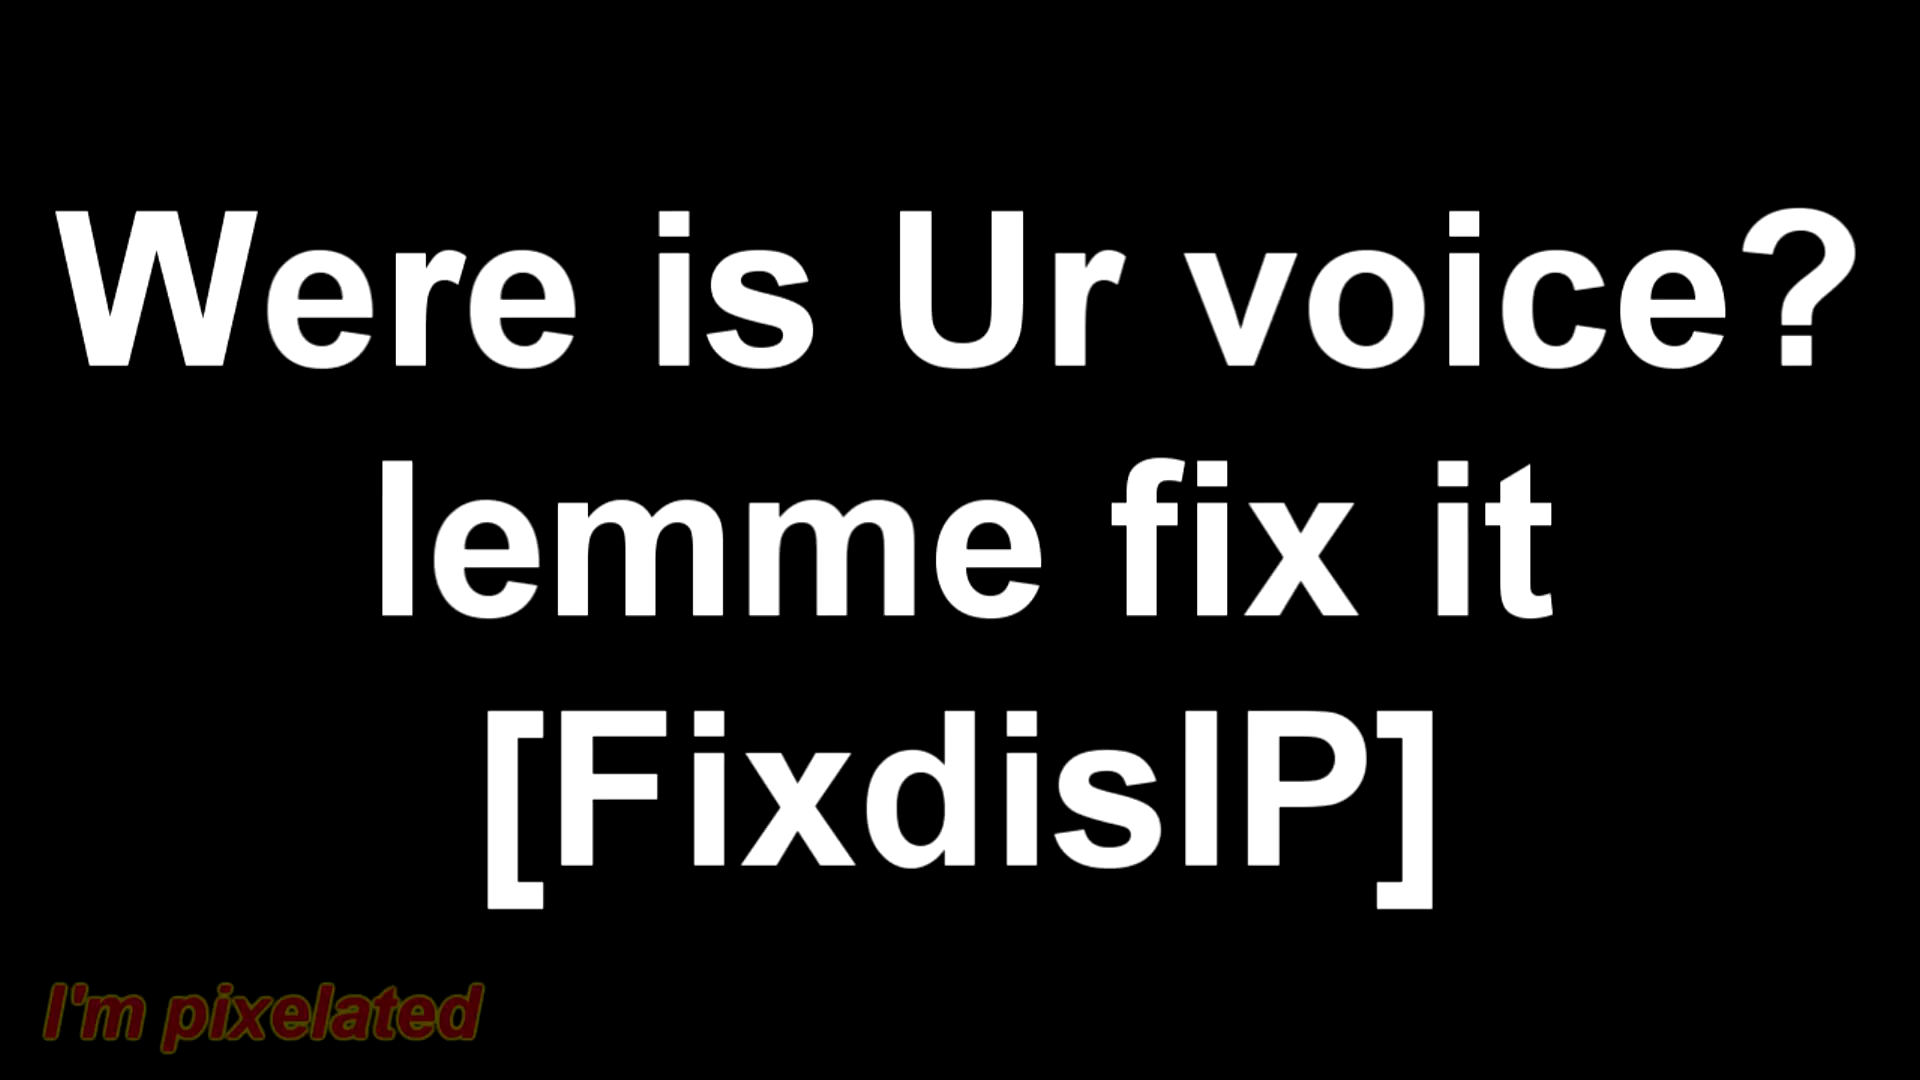 Were is Ur voice?
lemme fix it
[FixdisIP]
I'm pixelated